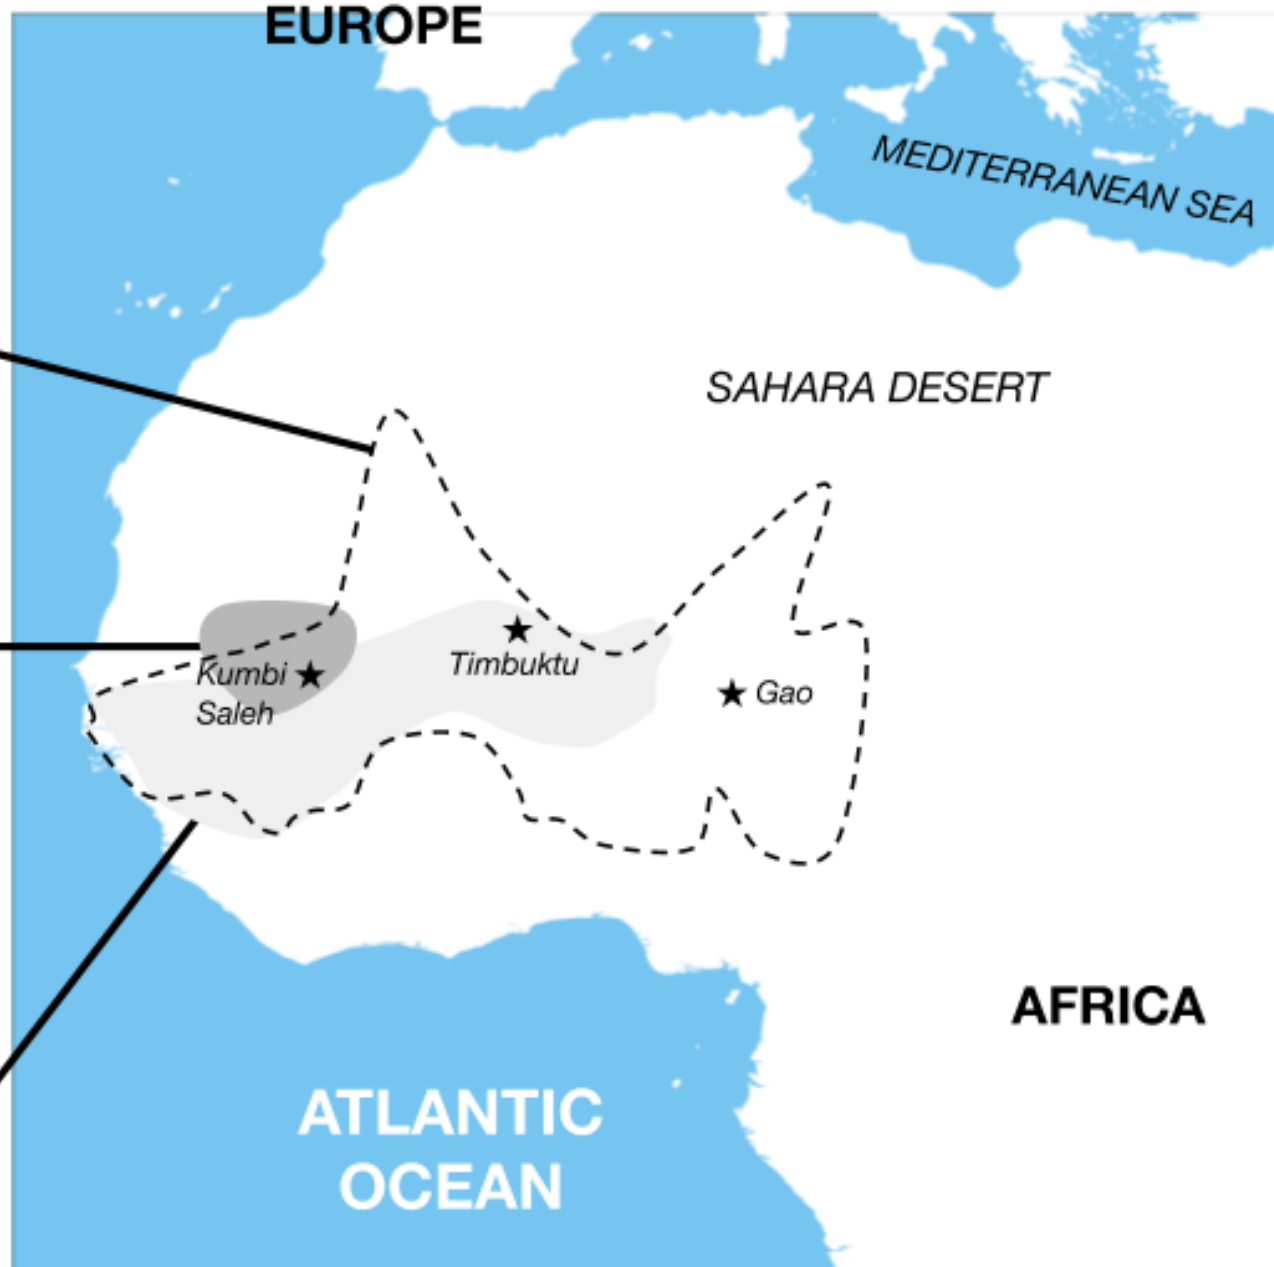 EUROPE
MEDITERRANEAN SEA
SAHARA DESERT
Kumbi
Saleh
Timbuktu
Gao
AFRICA
ATLANTIC
OCEAN